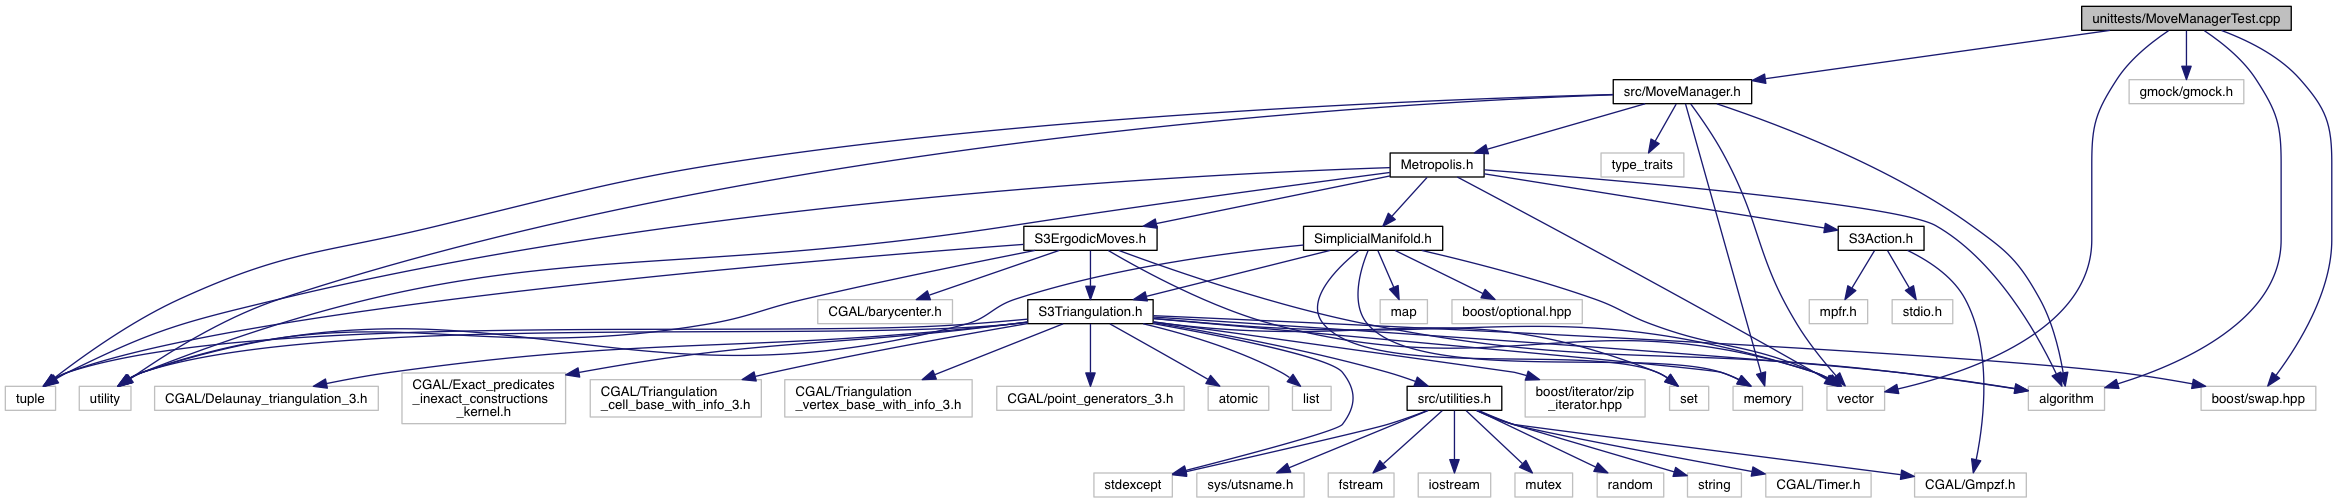 unittests/MoveManagerTest.cpp
src/MoveManager.h
gmock/gmock.h
Metropolis.h
type_traits
S3ErgodicMoves.h
SimplicialManifold.h
S3Action.h
CGAL/barycenter.h
S3Triangulation.h
map
boost/optional.hpp
mpfr.h
stdio.h
tuple
utility
CGAL/Delaunay_triangulation_3.h
CGAL/Exact_predicates
_inexact_constructions
_kernel.h
CGAL/Triangulation
_cell_base_with_info_3.h
CGAL/Triangulation
_vertex_base_with_info_3.h
CGAL/point_generators_3.h
atomic
list
src/utilities.h
boost/iterator/zip
_iterator.hpp
set
memory
vector
algorithm
boost/swap.hpp
stdexcept
sys/utsname.h
fstream
iostream
mutex
random
string
CGAL/Timer.h
CGAL/Gmpzf.h